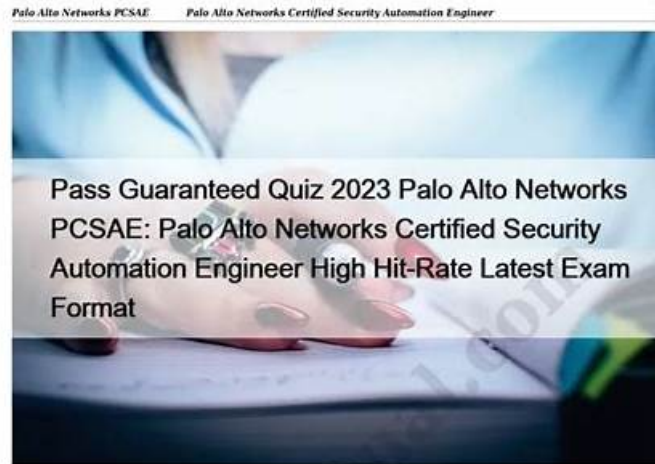 Palo Alto Networks PCSAE Palo Alto Networks Certified Security Automation Engineer
Pass Guaranteed Quiz 2023 Palo Alto Networks
PCSAE: Palo Alto Networks Certified Security
Automation Engineer High Hit-Rate Latest Exam
Format